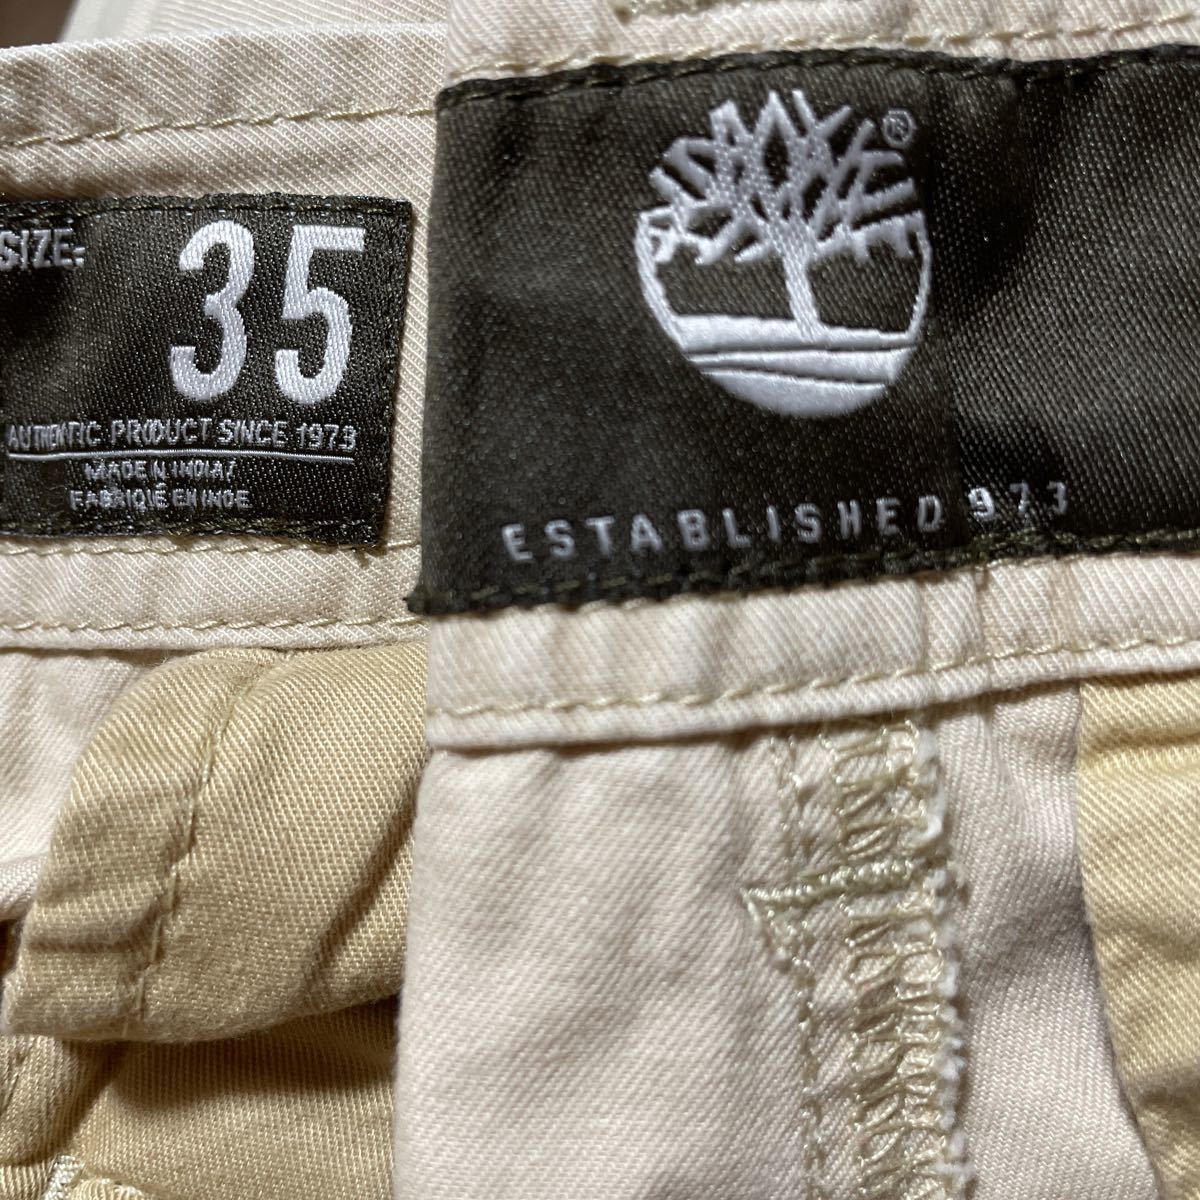 SIZE: 35
AUTHENTIC PRODUCT SINCE 1973
MADE IN INDIA/
FABRIQUÉ EN INDE
®
ESTABLISHED 973